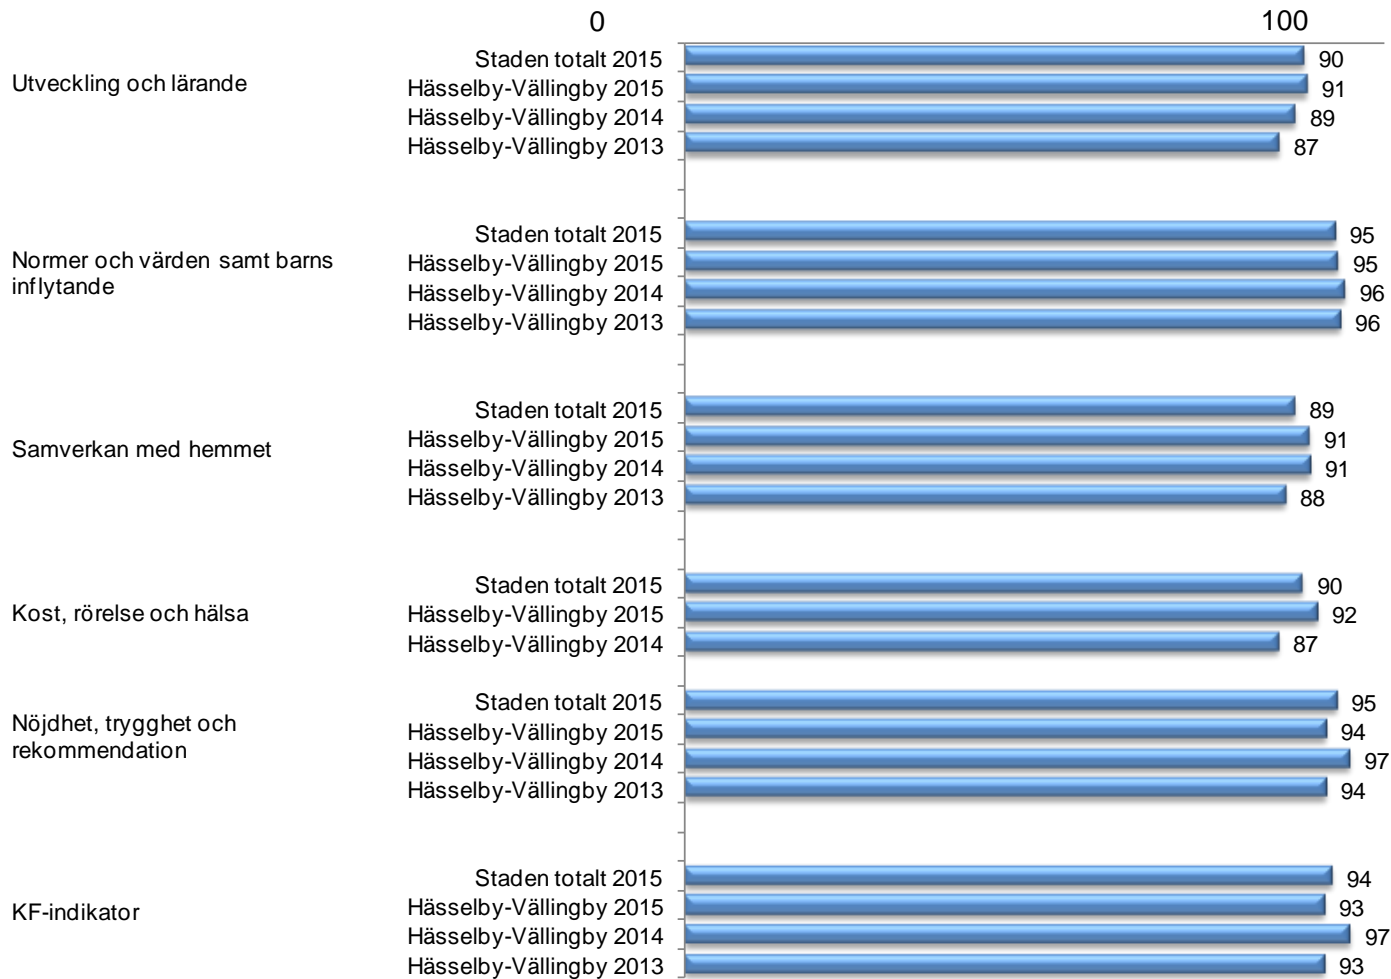 0
100
Utveckling och lärande
Staden totalt 2015 90
Hässelby-Vällingby 2015 91
Hässelby-Vällingby 2014 89
Hässelby-Vällingby 2013 87
Normer och värden samt barns
inflytande
Staden totalt 2015 95
Hässelby-Vällingby 2015 95
Hässelby-Vällingby 2014 96
Hässelby-Vällingby 2013 96
Samverkan med hemmet
Staden totalt 2015 89
Hässelby-Vällingby 2015 91
Hässelby-Vällingby 2014 91
Hässelby-Vällingby 2013 88
Kost, rörelse och hälsa
Staden totalt 2015 90
Hässelby-Vällingby 2015 92
Hässelby-Vällingby 2014 87
Nöjdhet, trygghet och
rekommendation
Staden totalt 2015 95
Hässelby-Vällingby 2015 94
Hässelby-Vällingby 2014 97
Hässelby-Vällingby 2013 94
KF-indikator
Staden totalt 2015 94
Hässelby-Vällingby 2015 93
Hässelby-Vällingby 2014 97
Hässelby-Vällingby 2013 93